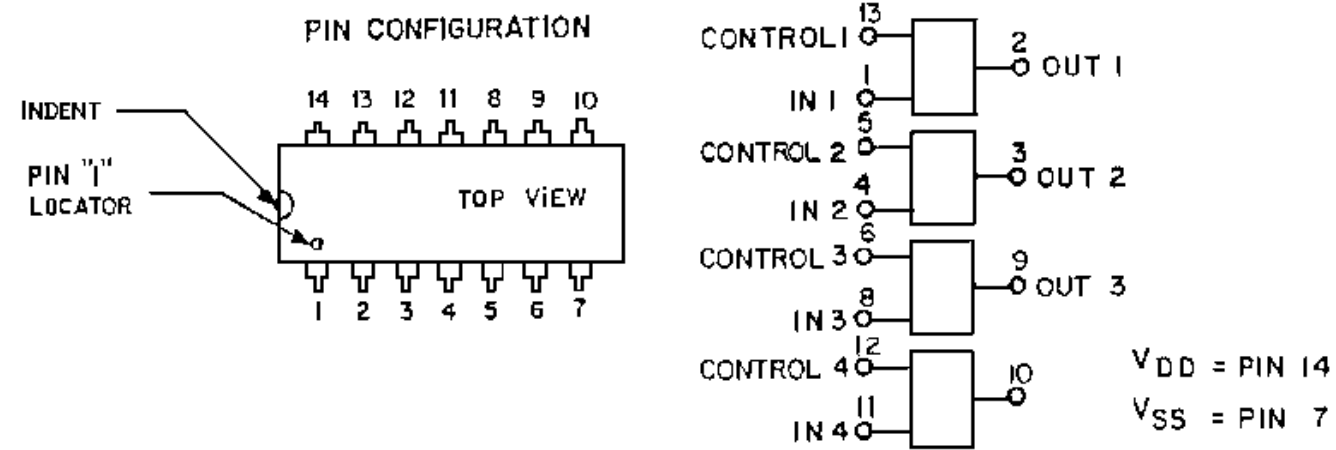 PIN CONFIGURATION
14 13 12 11 8 9 10
INDENT
PIN "1"
LOCATOR
TOP ViEW
1 2 3 4 5 6 7
13
CONTROL 1
2
OUT 1
1
IN 1
5
CONTROL 2
3
OUT 2
4
IN 2
6
CONTROL 3
9
OUT 3
8
IN 3
12
CONTROL 4
10
11
IN 4
VDD = PIN 14
VSS = PIN 7